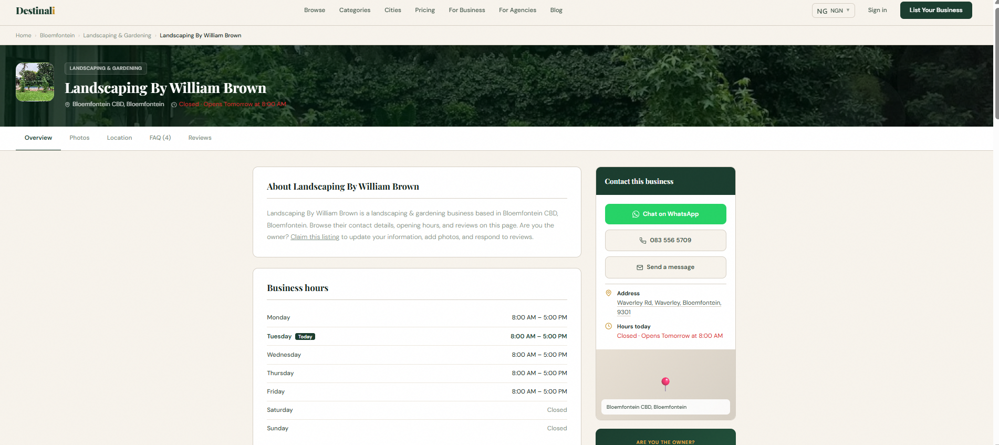 Destinali
Browse
Categories
Cities
Pricing
For Business
For Agencies
Blog
NG NGN ▼
Sign in
List Your Business
Home › Bloemfontein › Landscaping & Gardening › Landscaping By William Brown
LANDSCAPING & GARDENING
Landscaping By William Brown
Bloemfontein CBD, Bloemfontein
Closed · Opens Tomorrow at 8:00 AM
Overview
Photos
Location
FAQ (4)
Reviews
About Landscaping By William Brown
Landscaping By William Brown is a landscaping & gardening business based in Bloemfontein CBD,
Bloemfontein. Browse their contact details, opening hours, and reviews on this page. Are you the
owner? Claim this listing to update your information, add photos, and respond to reviews.
Business hours
Monday 8:00 AM – 5:00 PM
Tuesday Today 8:00 AM – 5:00 PM
Wednesday 8:00 AM – 5:00 PM
Thursday 8:00 AM – 5:00 PM
Friday 8:00 AM – 5:00 PM
Saturday Closed
Sunday Closed
Contact this business
Chat on WhatsApp
083 556 5709
Send a message
Address
Waverley Rd, Waverley, Bloemfontein,
9301
Hours today
Closed · Opens Tomorrow at 8:00 AM
Bloemfontein CBD, Bloemfontein
ARE YOU THE OWNER?